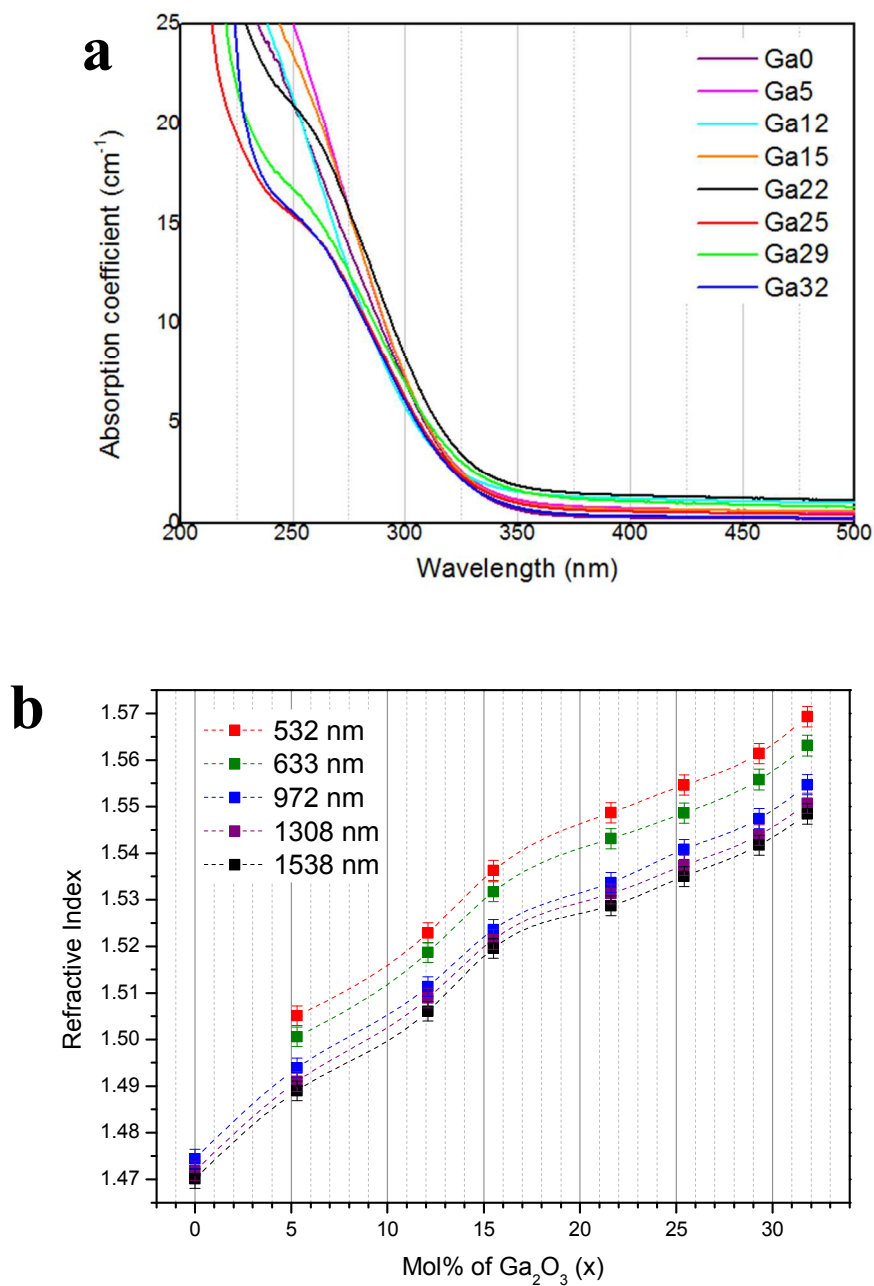 a
25
20
15
10
5
0
Absorption coefficient (cm⁻¹)
Ga0
Ga5
Ga12
Ga15
Ga22
Ga25
Ga29
Ga32
200 250 300 350 400 450 500
Wavelength (nm)
b
1.57
1.56
1.55
1.54
1.53
1.52
1.51
1.50
1.49
1.48
1.47
Refractive Index
532 nm
633 nm
972 nm
1308 nm
1538 nm
0 5 10 15 20 25 30
Mol% of Ga₂O₃ (x)